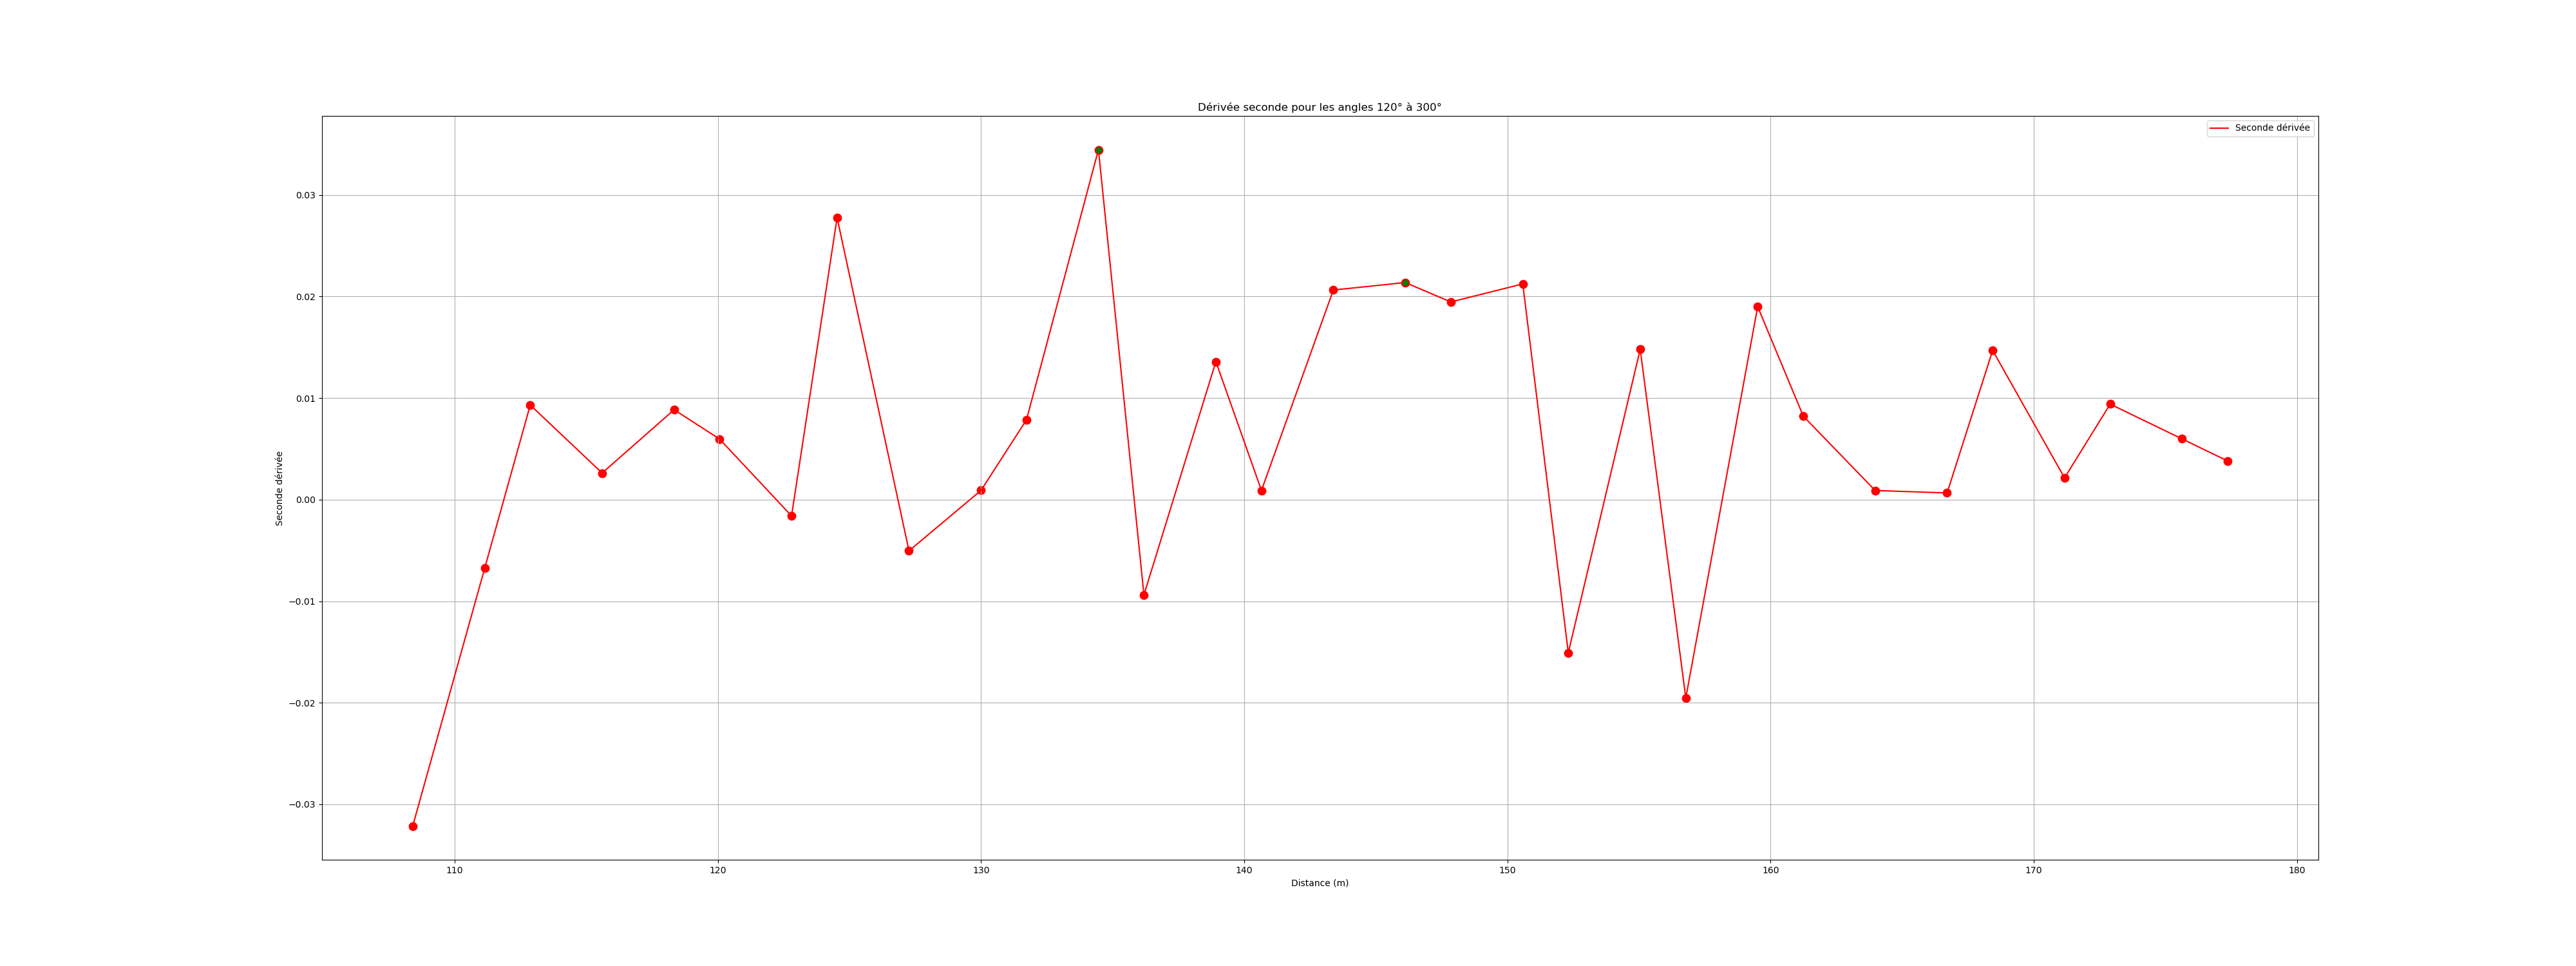 Dérivée seconde pour les angles 120° à 300°
Seconde dérivée
0.03
0.02
0.01
0.00
−0.01
−0.02
−0.03
Seconde dérivée
110 120 130 140 150 160 170 180
Distance (m)